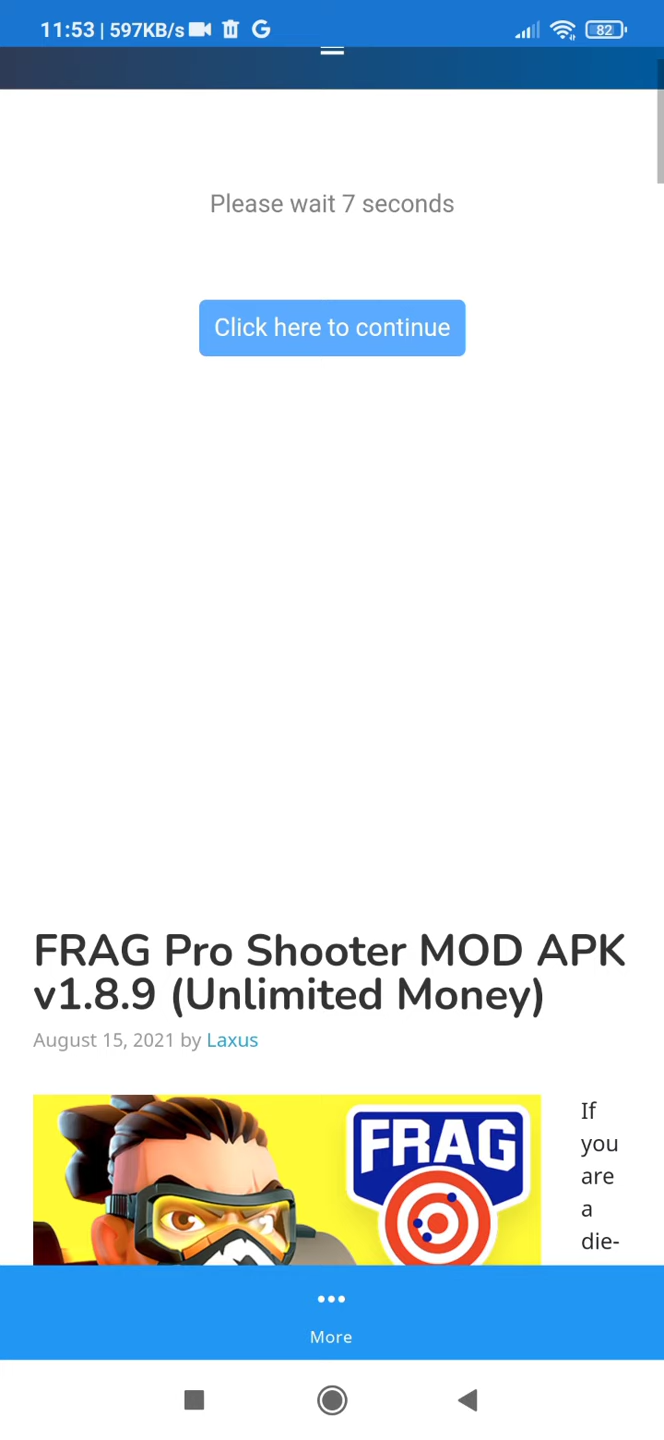 11:53 | 597KB/s G 82
Please wait 7 seconds
Click here to continue
FRAG Pro Shooter MOD APK
v1.8.9 (Unlimited Money)
August 15, 2021 by Laxus
FRAG
If
you
are
a
die-
More